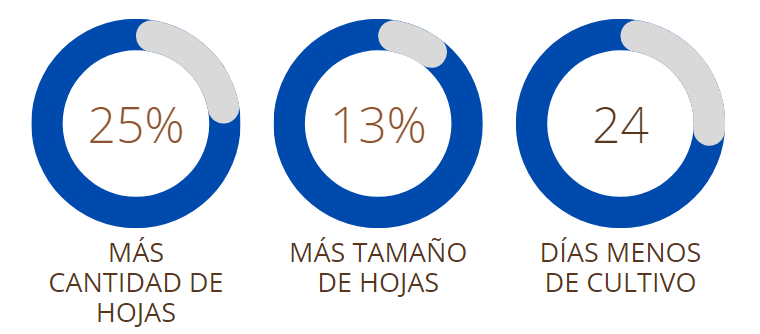 25%
MÁS
CANTIDAD DE
HOJAS
13%
MÁS TAMAÑO
DE HOJAS
24
DÍAS MENOS
DE CULTIVO